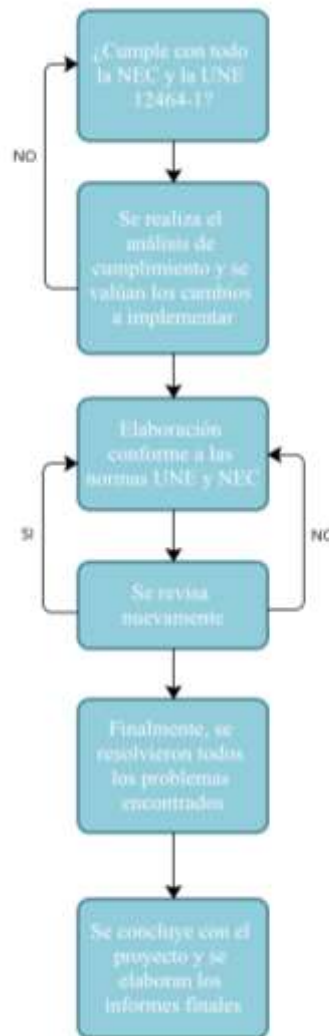 ¿Cumple con todo
la NEC y la UNE
12464-1?
NO
Se realiza el
análisis de
cumplimiento y se
valúan los cambios
a implementar
Elaboración
conforme a las
normas UNE y NEC
SI
NO
Se revisa
nuevamente
Finalmente, se
resolvieron todos
los problemas
encontrados
Se concluye con el
proyecto y se
elaboran los
informes finales